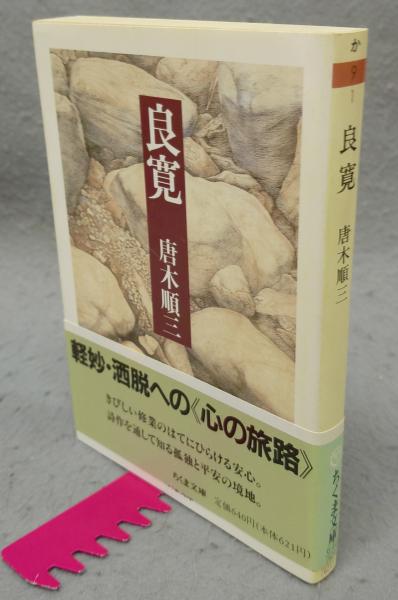 良寛
唐木順三
軽妙・洒脱への《心の旅路》
きびしい修業のはてにひらける安心。
詩作を通して知る孤独と平安の境地。
ちくま文庫
定価640円(本体621円)
か
9
1
良寛
唐木順三
ちくま文庫